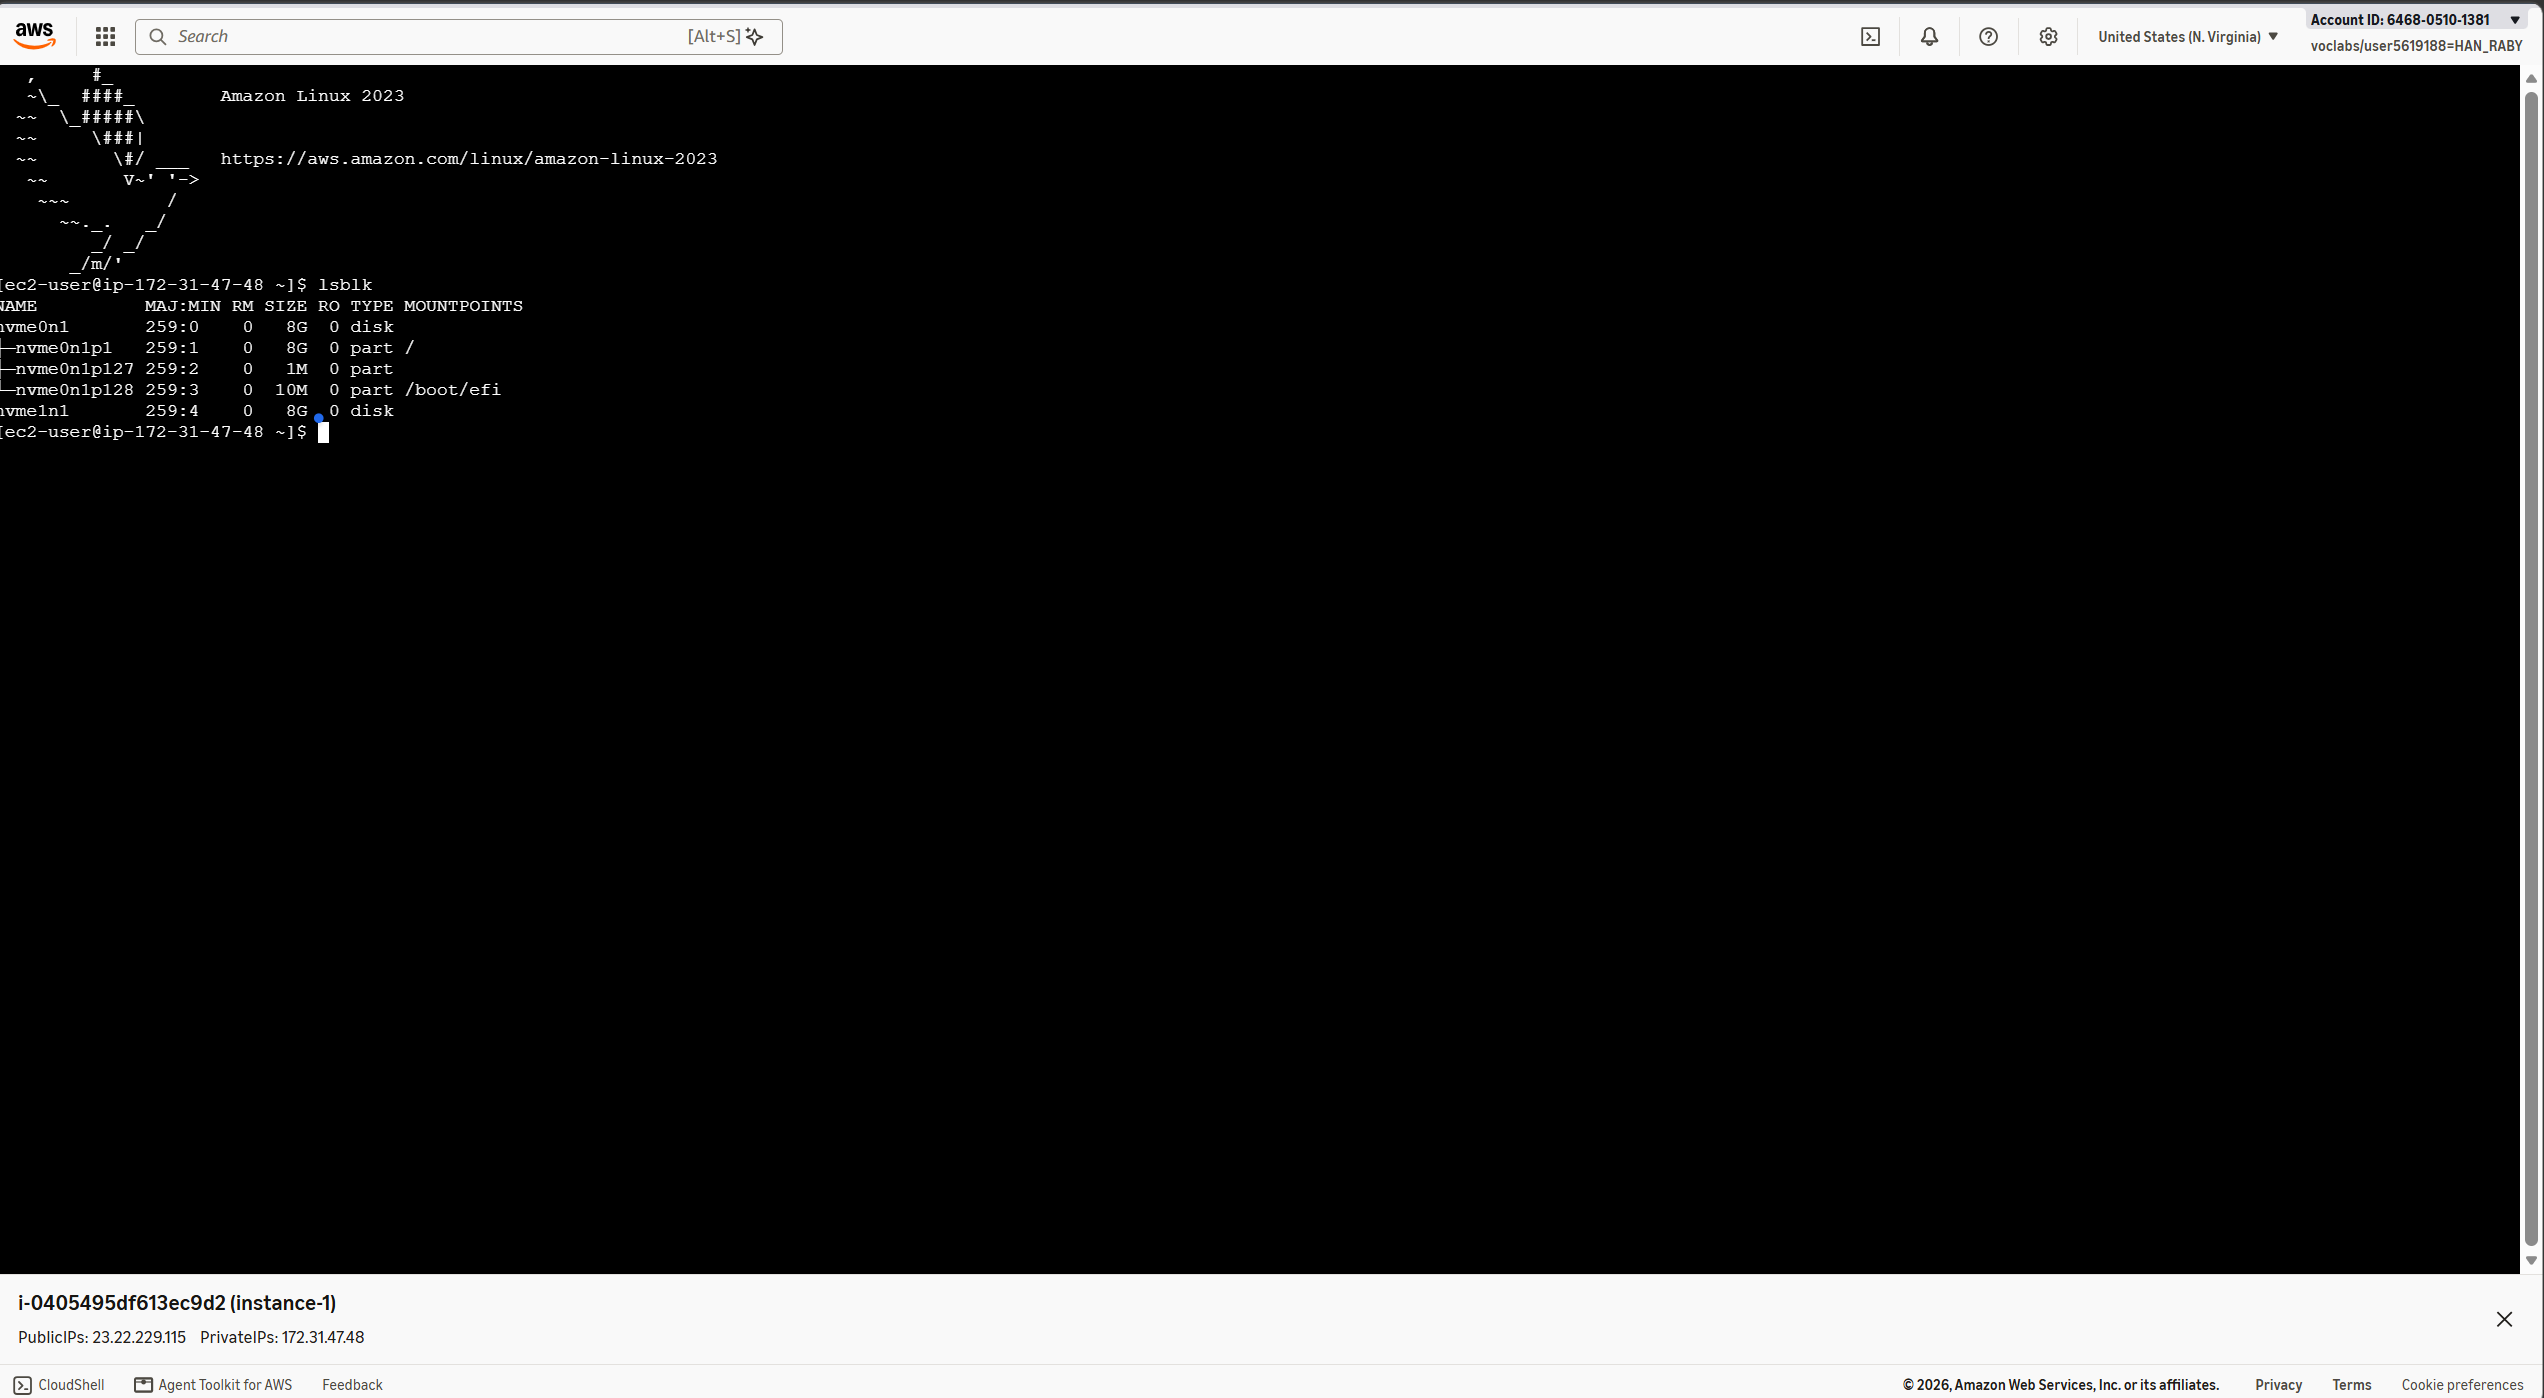 aws
Search [Alt+S]
United States (N. Virginia) ▼
Account ID: 6468-0510-1381 ▼
voclabs/user5619188=HAN_RABY
   ,     #_
   ~\_  ####_        Amazon Linux 2023
  ~~  \_#####\
  ~~     \###|
  ~~       \#/ ___   https://aws.amazon.com/linux/amazon-linux-2023
   ~~       V~' '->
    ~~~         /
      ~~._.   _/
         _/ _/
       _/m/'
[ec2-user@ip-172-31-47-48 ~]$ lsblk
NAME          MAJ:MIN RM SIZE RO TYPE MOUNTPOINTS
nvme0n1       259:0    0   8G  0 disk
├─nvme0n1p1   259:1    0   8G  0 part /
├─nvme0n1p127 259:2    0   1M  0 part
└─nvme0n1p128 259:3    0  10M  0 part /boot/efi
nvme1n1       259:4    0   8G  0 disk
[ec2-user@ip-172-31-47-48 ~]$
i-0405495df613ec9d2 (instance-1)
PublicIPs: 23.22.229.115 PrivateIPs: 172.31.47.48
CloudShell Agent Toolkit for AWS Feedback © 2026, Amazon Web Services, Inc. or its affiliates. Privacy Terms Cookie preferences